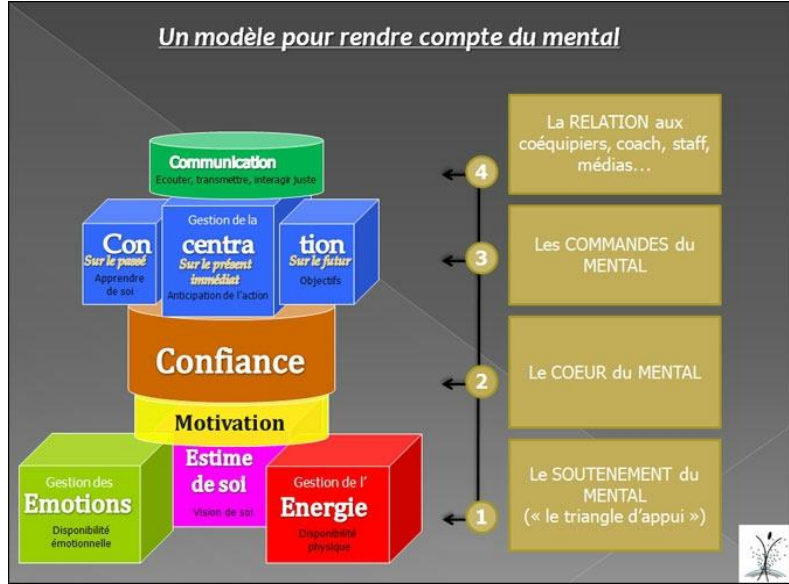 Un modèle pour rendre compte du mental
Communication
Ecouter, transmettre, interagir juste
Gestion de la
Con centra tion
Sur le passé
Sur le présent
immédiat
Sur le futur
Apprendre
de soi
Anticipation de l'action
Objectifs
Confiance
Motivation
Estime
de soi
Vision de soi
Gestion des
Emotions
Disponibilité
émotionnelle
Gestion de l'
Energie
Disponibilité
physique
4
La RELATION aux
coéquipiers, coach, staff,
médias...
3
Les COMMANDES du
MENTAL
2
Le COEUR du MENTAL
1
Le SOUTENEMENT du
MENTAL
(« le triangle d'appui »)